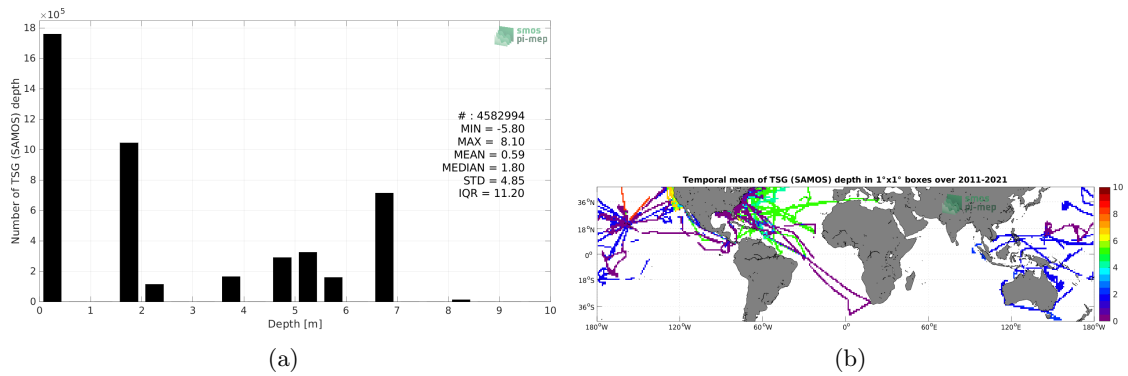 ×10⁵
18
16
14
12
10
8
6
4
2
0
Number of TSG (SAMOS) depth
smos
pi-mep
# : 4582994
MIN = -5.80
MAX = 8.10
MEAN = 0.59
MEDIAN = 1.80
STD = 4.85
IQR = 11.20
0 1 2 3 4 5 6 7 8 9 10
Depth [m]
(a)
Temporal mean of TSG (SAMOS) depth in 1°x1° boxes over 2011-2021
smos
pi-mep
36°N
18°N
0°
18°S
36°S
180°W 120°W 60°W 0° 60°E 120°E 180°E
10
8
6
4
2
0
(b)